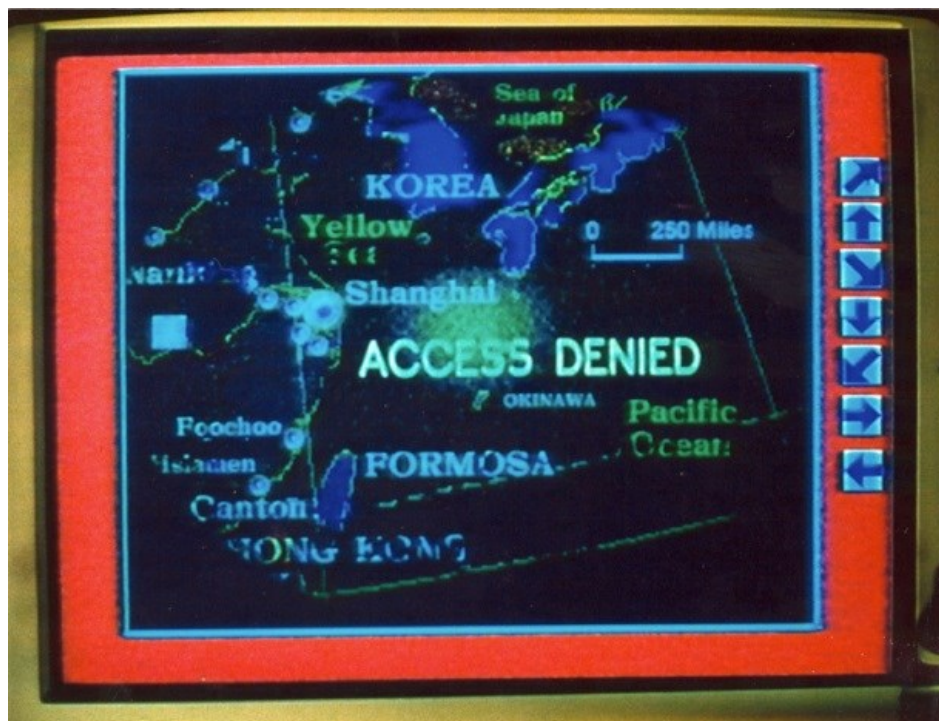 Sea of
Japan
KOREA
Yellow
0 250 Miles
Shanghai
ACCESS DENIED
OKINAWA
Pacific
Ocean
Foochoo
FORMOSA
Canton
HONG KONG